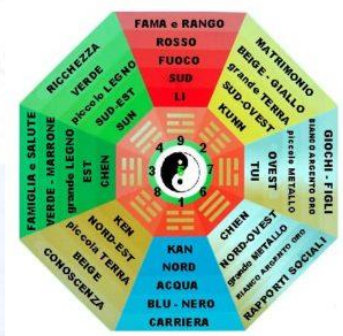 FAMA e RANGO
ROSSO
FUOCO
SUD
LI
MATRIMONIO
BEIGE - GIALLO
grande TERRA
SUD-OVEST
KUNN
GIOCHI - FIGLI
BIANCO ARGENTO ORO
piccolo METALLO
OVEST
TUI
CHIEN
NORD-OVEST
grande METALLO
BIANCO ARGENTO ORO
RAPPORTI SOCIALI
KAN
NORD
ACQUA
BLU - NERO
CARRIERA
KEN
NORD-EST
piccola TERRA
BEIGE
CONOSCENZA
FAMIGLIA e SALUTE
VERDE - MARRONE
grande LEGNO
EST
CHEN
RICCHEZZA
VERDE
piccolo LEGNO
SUD-EST
SUN
4 9 2
3 7
8 1 6